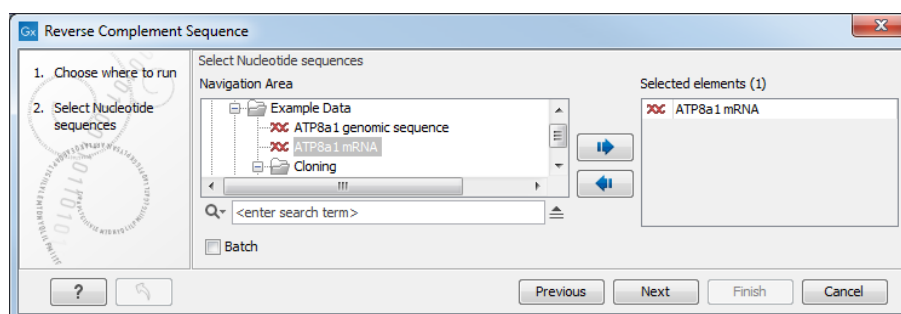 Gx Reverse Complement Sequence
1. Choose where to run
2. Select Nucleotide
sequences
Select Nucleotide sequences
Navigation Area
Example Data
ATP8a1 genomic sequence
ATP8a1 mRNA
Cloning
<enter search term>
Batch
Selected elements (1)
ATP8a1 mRNA
?
Previous
Next
Finish
Cancel